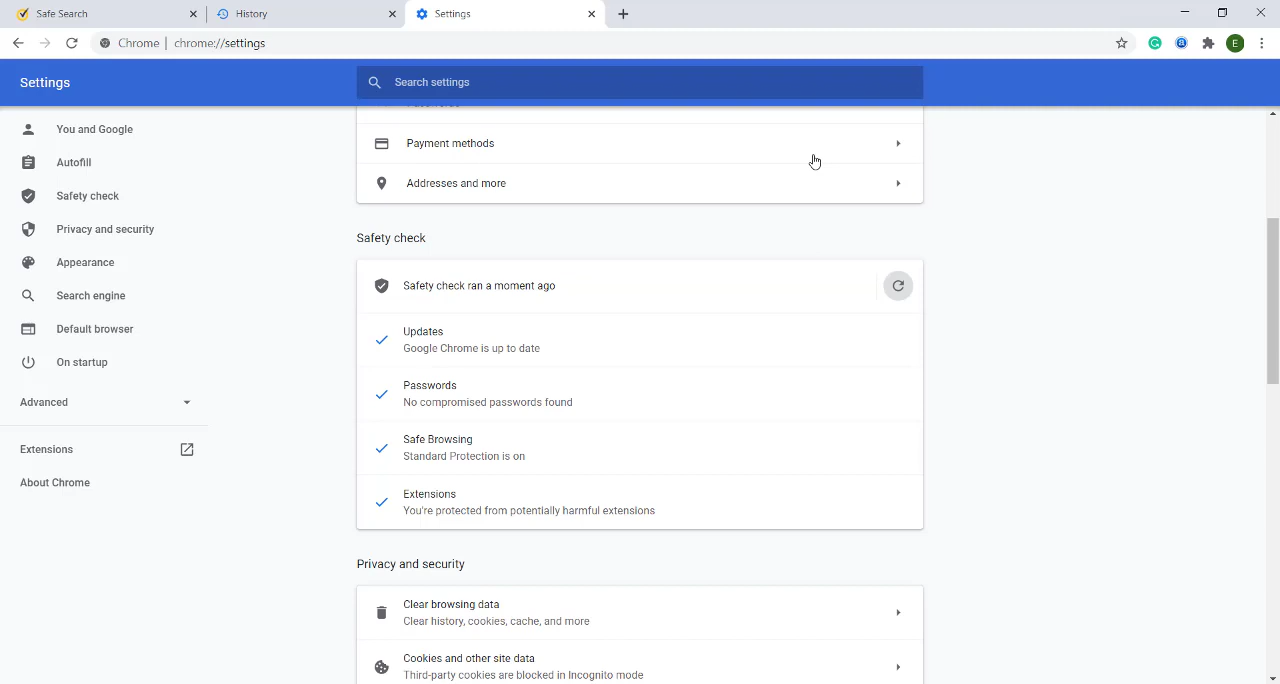 Safe Search
History
Settings
Chrome | chrome://settings
E
Settings
Search settings
You and Google
Autofill
Safety check
Privacy and security
Appearance
Search engine
Default browser
On startup
Advanced
Extensions
About Chrome
Payment methods
Addresses and more
Safety check
Safety check ran a moment ago
Updates
Google Chrome is up to date
Passwords
No compromised passwords found
Safe Browsing
Standard Protection is on
Extensions
You're protected from potentially harmful extensions
Privacy and security
Clear browsing data
Clear history, cookies, cache, and more
Cookies and other site data
Third-party cookies are blocked in Incognito mode